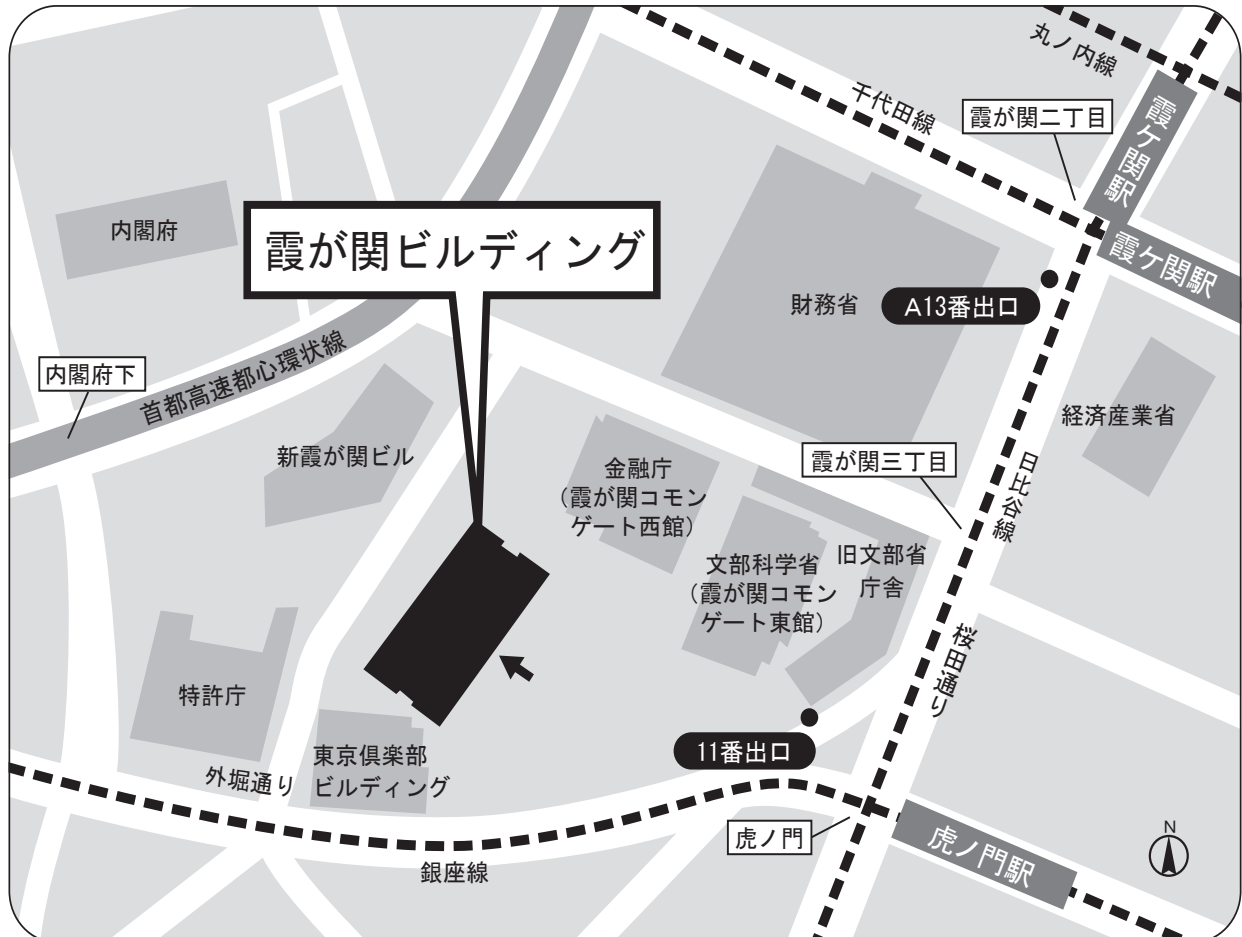 丸ノ内線
千代田線
霞が関二丁目
霞ケ関駅
霞ケ関駅
内閣府
霞が関ビルディング
財務省
A13番出口
内閣府下
首都高速都心環状線
経済産業省
新霞が関ビル
金融庁
（霞が関コモン
ゲート西館）
霞が関三丁目
日比谷線
文部科学省
（霞が関コモン
ゲート東館）
旧文部省
庁舎
桜田通り
特許庁
11番出口
東京倶楽部
ビルディング
外堀通り
虎ノ門
虎ノ門駅
銀座線
N